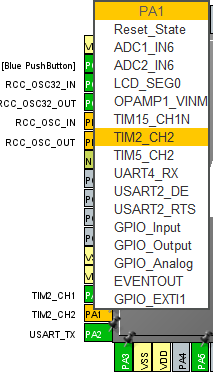 PA1
Reset_State
ADC1_IN6
ADC2_IN6
LCD_SEG0
OPAMP1_VINM
TIM15_CH1N
TIM2_CH2
TIM5_CH2
UART4_RX
USART2_DE
USART2_RTS
GPIO_Input
GPIO_Output
GPIO_Analog
EVENTOUT
GPIO_EXTI1
[Blue PushButton]
RCC_OSC32_IN
RCC_OSC32_OUT
RCC_OSC_IN
RCC_OSC_OUT
TIM2_CH1
TIM2_CH2 PA1
USART_TX PA2
PA3 VSS VDD PA4 PA5